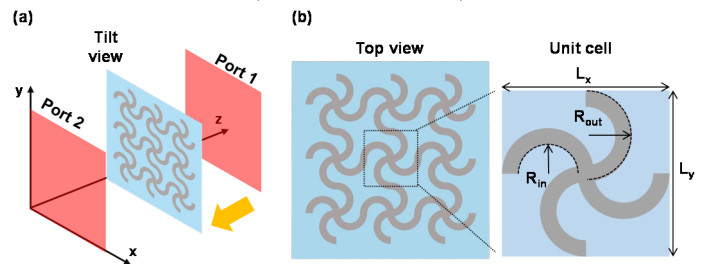 (a)
Tilt
view
Port 1
Port 2
y
z
x
(b)
Top view
Unit cell
Lx
Rout
Rin
Ly